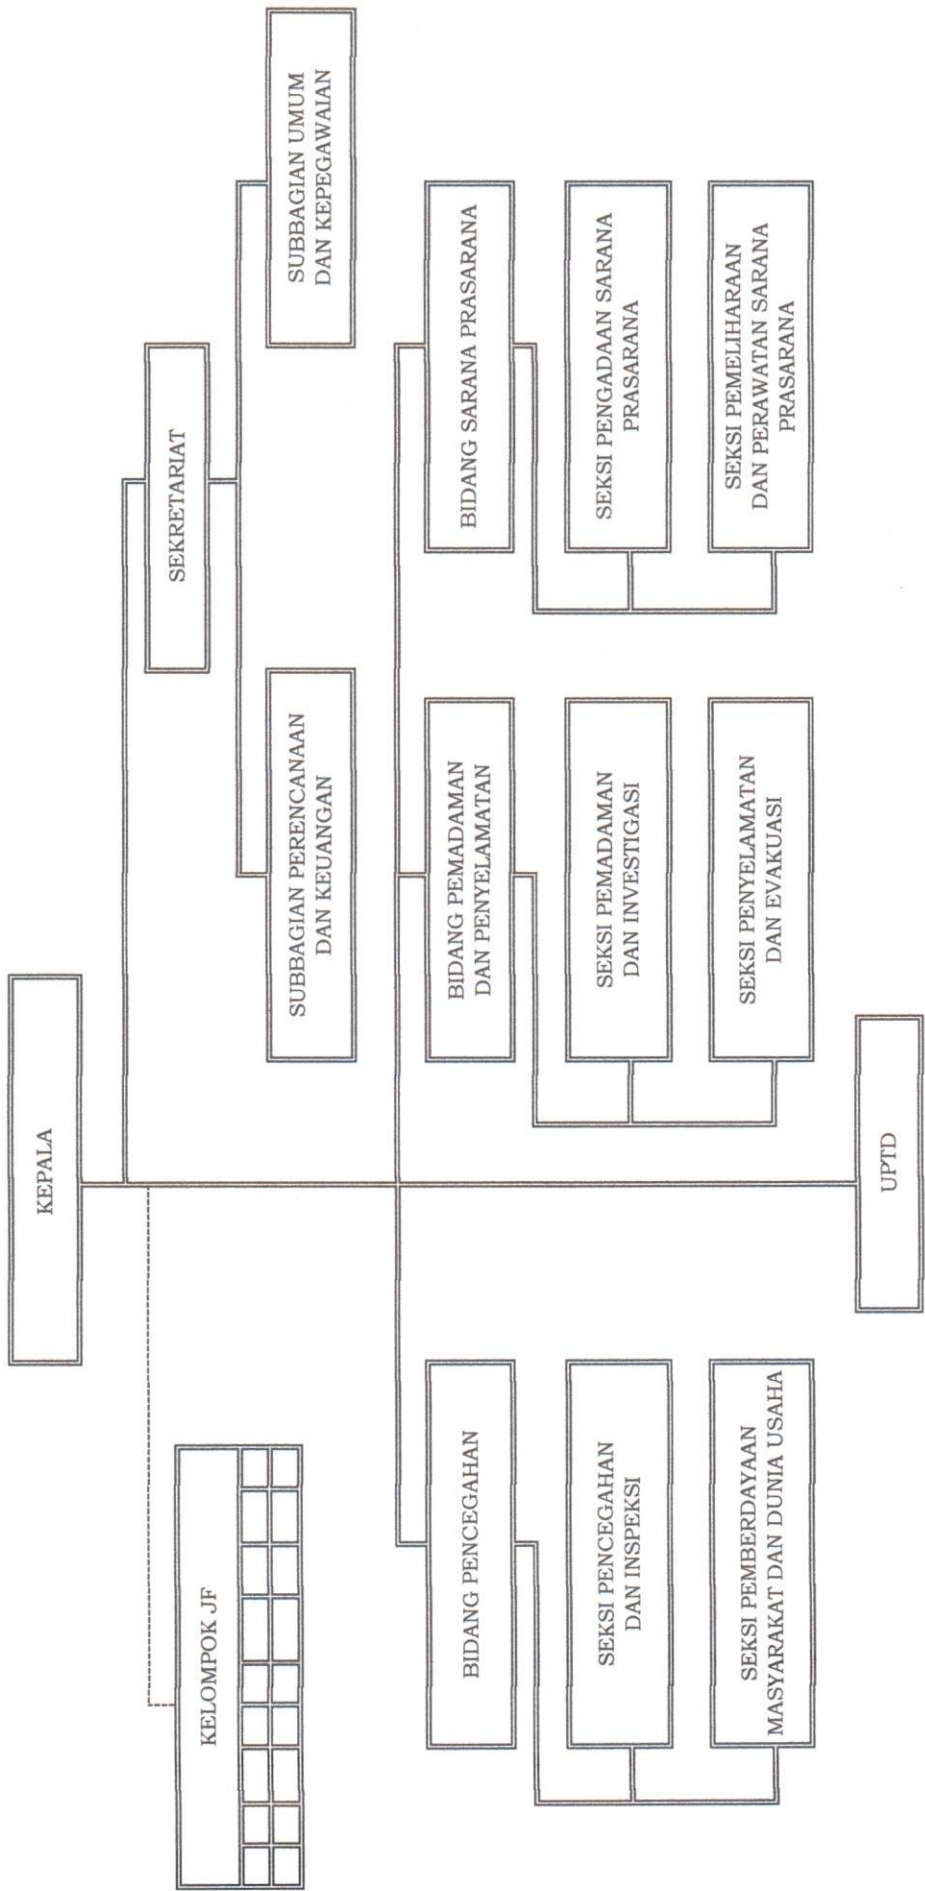 KEPALA
KELOMPOK JF
SEKRETARIAT
SUBBAGIAN PERENCANAAN
DAN KEUANGAN
SUBBAGIAN UMUM
DAN KEPEGAWAIAN
BIDANG PENCEGAHAN
SEKSI PENCEGAHAN
DAN INSPEKSI
SEKSI PEMBERDAYAAN
MASYARAKAT DAN DUNIA USAHA
BIDANG PEMADAMAN
DAN PENYELAMATAN
SEKSI PEMADAMAN
DAN INVESTIGASI
SEKSI PENYELAMATAN
DAN EVAKUASI
BIDANG SARANA PRASARANA
SEKSI PENGADAAN SARANA
PRASARANA
SEKSI PEMELIHARAAN
DAN PERAWATAN SARANA
PRASARANA
UPTD